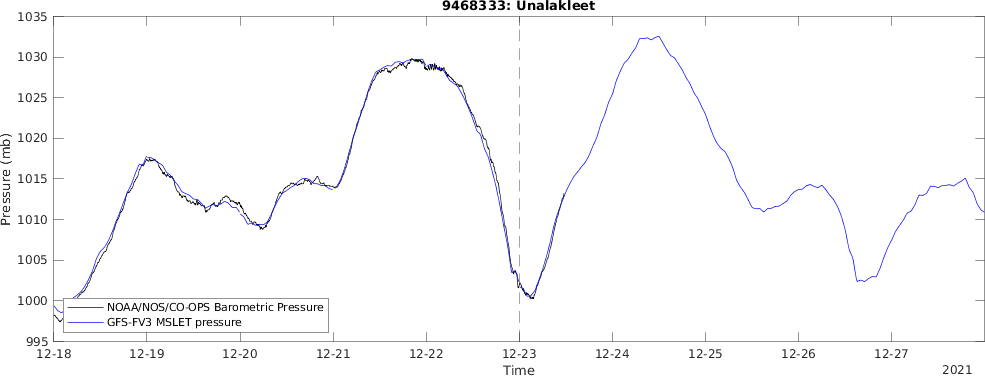 9468333: Unalakleet
1035
1030
1025
1020
1015
1010
1005
1000
995
Pressure (mb)
NOAA/NOS/CO-OPS Barometric Pressure
GFS-FV3 MSLET pressure
12-18 12-19 12-20 12-21 12-22 12-23 12-24 12-25 12-26 12-27
Time
2021